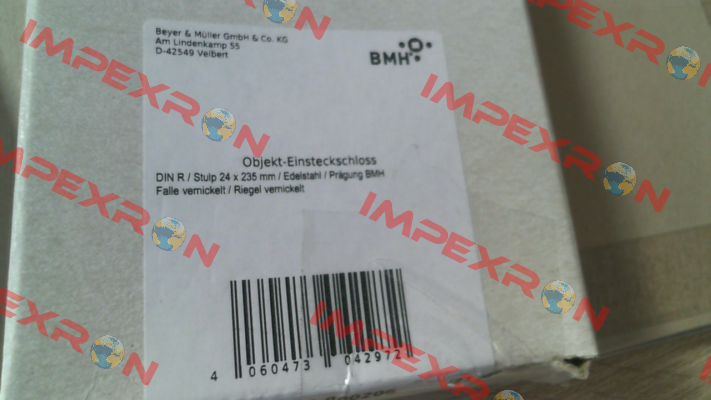 Beyer & Müller GmbH & Co. KG
Am Lindenkamp 55
D-42549 Velbert
BMH
Objekt-Einsteckschloss
DIN R / Stulp 24 x 235 mm / Edelstahl / Prägung BMH
Falle vernickelt / Riegel vernickelt
4 060473 042972
IMPEXRON
IMPEXRON
IMPEXRON
IMPEXRON
IMPEXRON